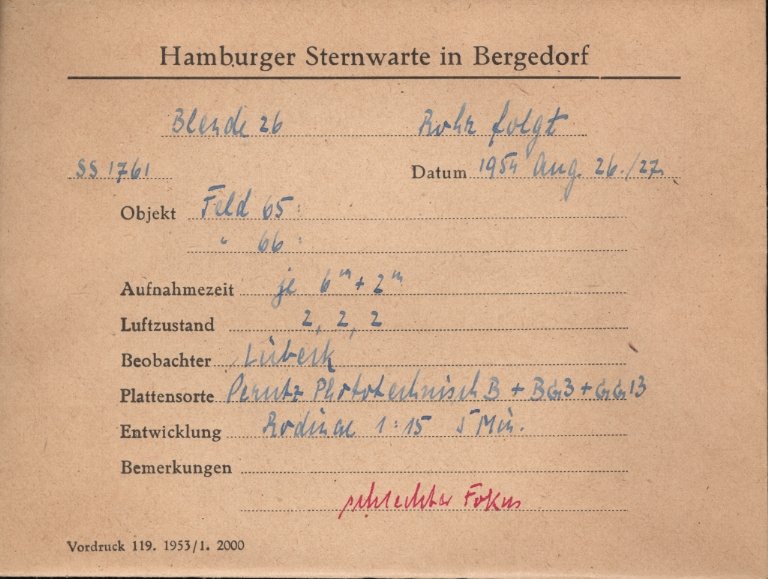 Hamburger Sternwarte in Bergedorf
Blende 26 Rohr folgt
SS 1761 Datum 1954 Aug. 26./27.
Objekt Feld 65:
" 66:
Aufnahmezeit je 6ᵐ + 2ᵐ
Luftzustand 2, 2, 2
Beobachter Lübeck
Plattensorte Perutz Phototechnisch B + BG3 + GG13
Entwicklung Rodinal 1:15 5 Min.
Bemerkungen
schlechter Fokus
Vordruck 119. 1953/1. 2000